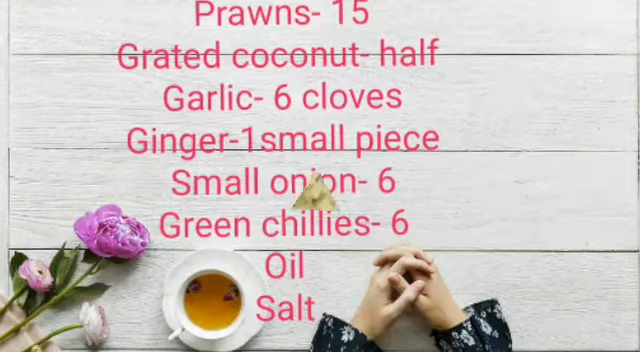 Prawns- 15
Grated coconut- half
Garlic- 6 cloves
Ginger-1small piece
Small onion- 6
Green chillies- 6
Oil
Salt